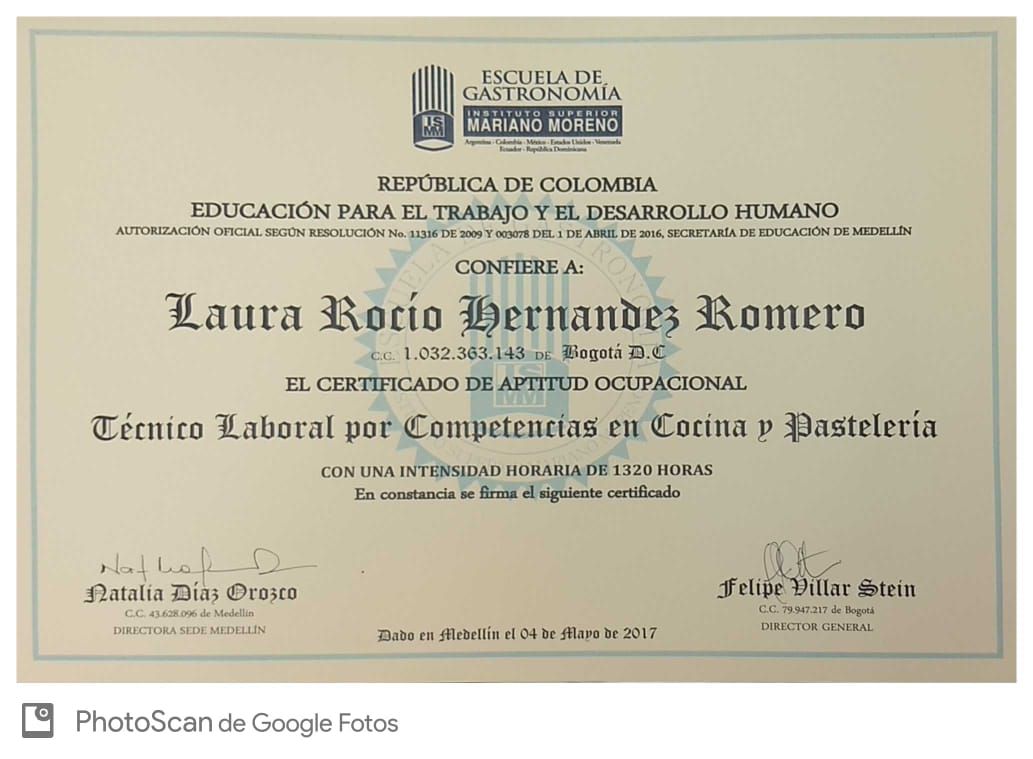 ESCUELA DE
GASTRONOMÍA
INSTITUTO SUPERIOR
MARIANO MORENO
Argentina - Colombia - México - Estados Unidos - Venezuela
Ecuador - República Dominicana
ISMM
REPÚBLICA DE COLOMBIA
EDUCACIÓN PARA EL TRABAJO Y EL DESARROLLO HUMANO
AUTORIZACIÓN OFICIAL SEGÚN RESOLUCIÓN No. 11316 DE 2009 Y 003078 DEL 1 DE ABRIL DE 2016, SECRETARÍA DE EDUCACIÓN DE MEDELLÍN
CONFIERE A:
Laura Rocío Hernandez Romero
C.C. 1.032.363.143 DE Bogotá D.C
EL CERTIFICADO DE APTITUD OCUPACIONAL
Técnico Laboral por Competencias en Cocina y Pastelería
CON UNA INTENSIDAD HORARIA DE 1320 HORAS
En constancia se firma el siguiente certificado
Natalia Díaz Orozco
C.C. 43.628.096 de Medellín
DIRECTORA SEDE MEDELLÍN
Felipe Villar Stein
C.C. 79.947.217 de Bogotá
DIRECTOR GENERAL
Dado en Medellín el 04 de Mayo de 2017
PhotoScan de Google Fotos